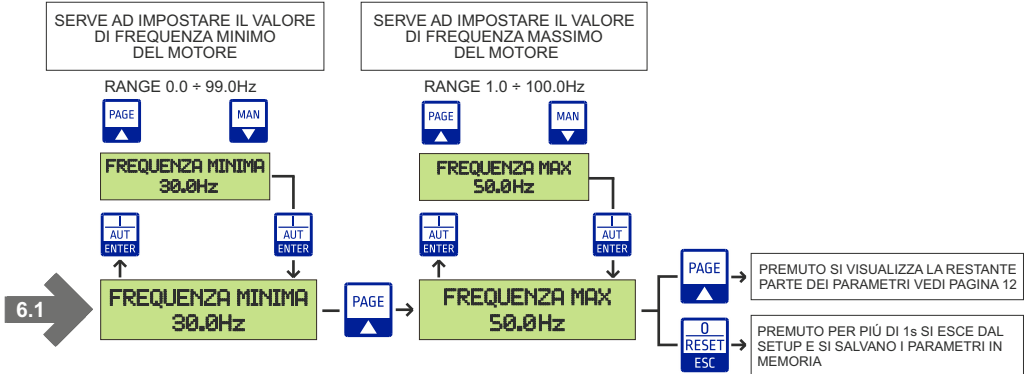 SERVE AD IMPOSTARE IL VALORE
DI FREQUENZA MINIMO
DEL MOTORE
RANGE 0.0 ÷ 99.0Hz
PAGE
MAN
FREQUENZA MINIMA
30.0Hz
I
AUT
ENTER
I
AUT
ENTER
6.1
FREQUENZA MINIMA
30.0Hz
PAGE
SERVE AD IMPOSTARE IL VALORE
DI FREQUENZA MASSIMO
DEL MOTORE
RANGE 1.0 ÷ 100.0Hz
PAGE
MAN
FREQUENZA MAX
50.0Hz
I
AUT
ENTER
I
AUT
ENTER
FREQUENZA MAX
50.0Hz
PAGE
PREMUTO SI VISUALIZZA LA RESTANTE
PARTE DEI PARAMETRI VEDI PAGINA 12
0
RESET
ESC
PREMUTO PER PIÚ DI 1s SI ESCE DAL
SETUP E SI SALVANO I PARAMETRI IN
MEMORIA